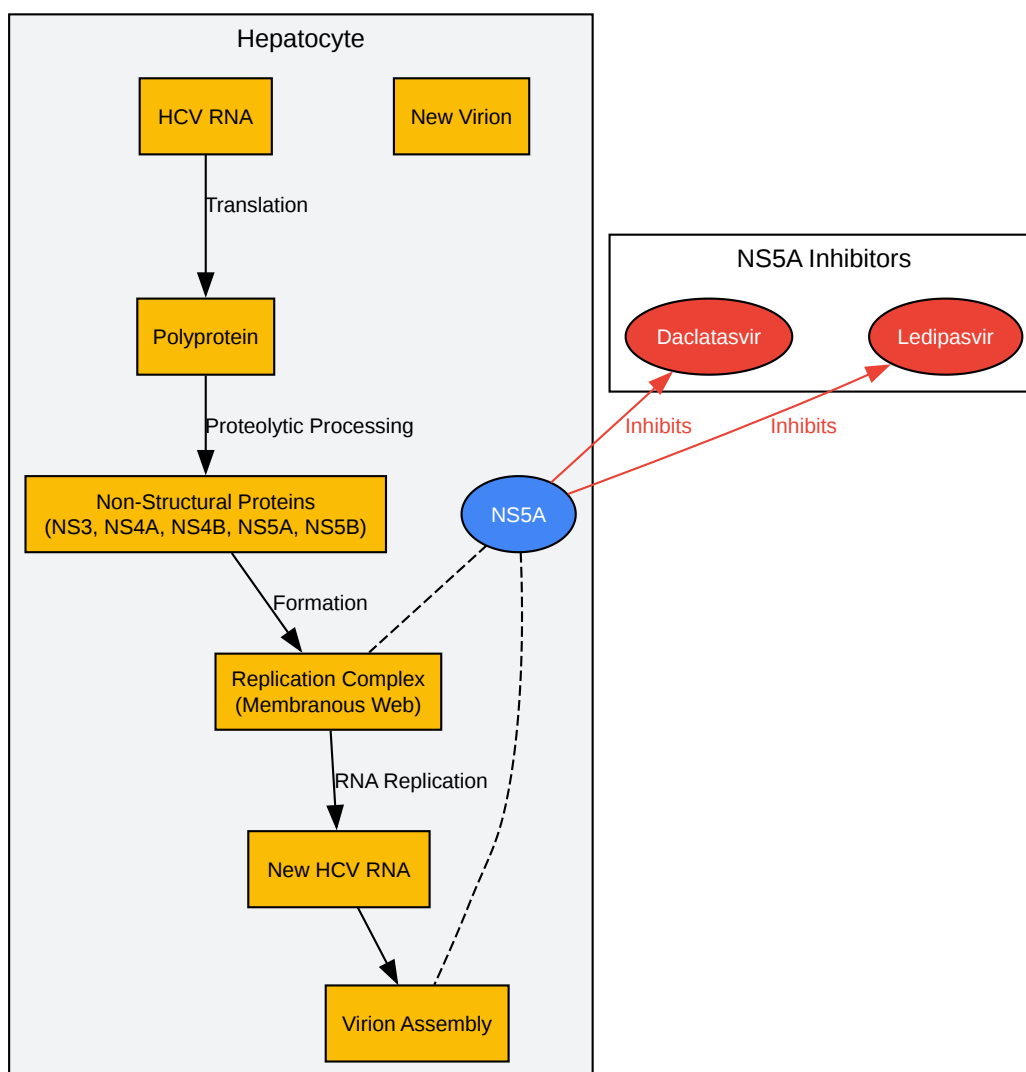 Hepatocyte
HCV RNA
New Virion
Translation
NS5A Inhibitors
Polyprotein
Daclatasvir
Ledipasvir
Proteolytic Processing
Inhibits
Inhibits
Non-Structural Proteins
(NS3, NS4A, NS4B, NS5A, NS5B)
NS5A
Formation
Replication Complex
(Membranous Web)
RNA Replication
New HCV RNA
Virion Assembly